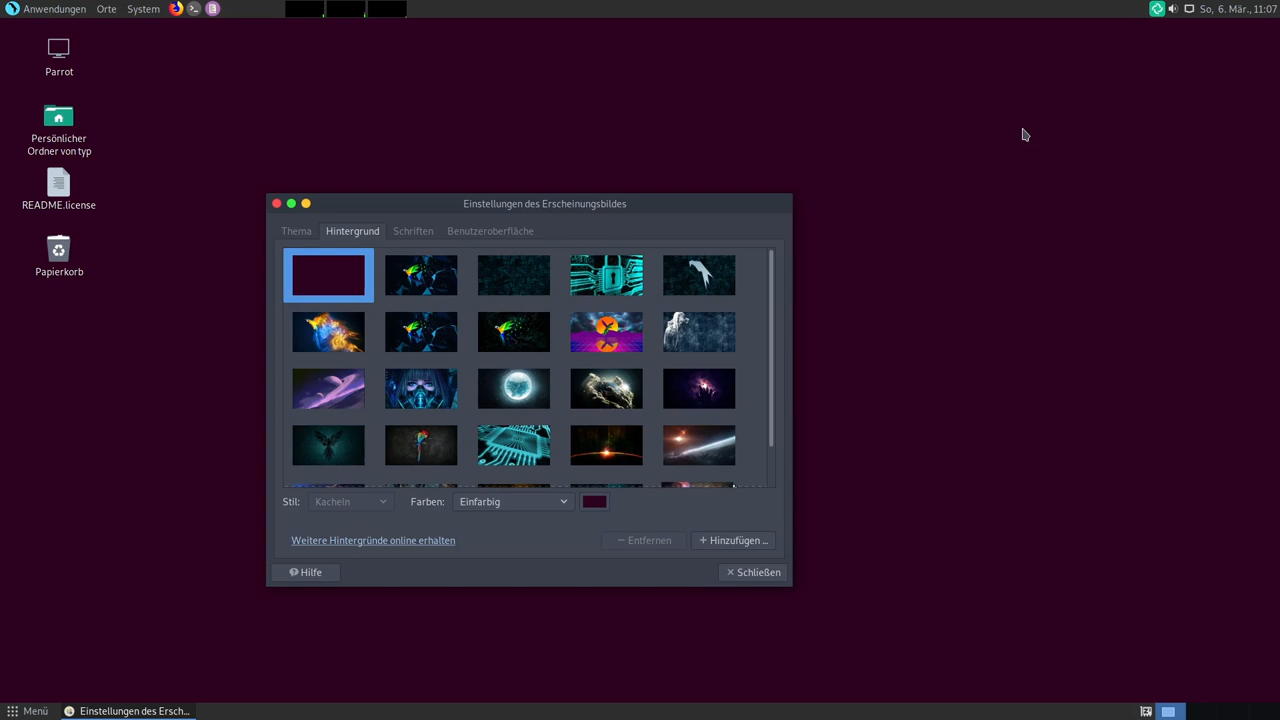 Anwendungen Orte System So, 6. Mär., 11:07
Parrot
Persönlicher
Ordner von typ
README.license
Papierkorb
Einstellungen des Erscheinungsbildes
Thema Hintergrund Schriften Benutzeroberfläche
Stil: Kacheln Farben: Einfarbig
Weitere Hintergründe online erhalten Entfernen Hinzufügen ...
Hilfe Schließen
Menü Einstellungen des Ersch...